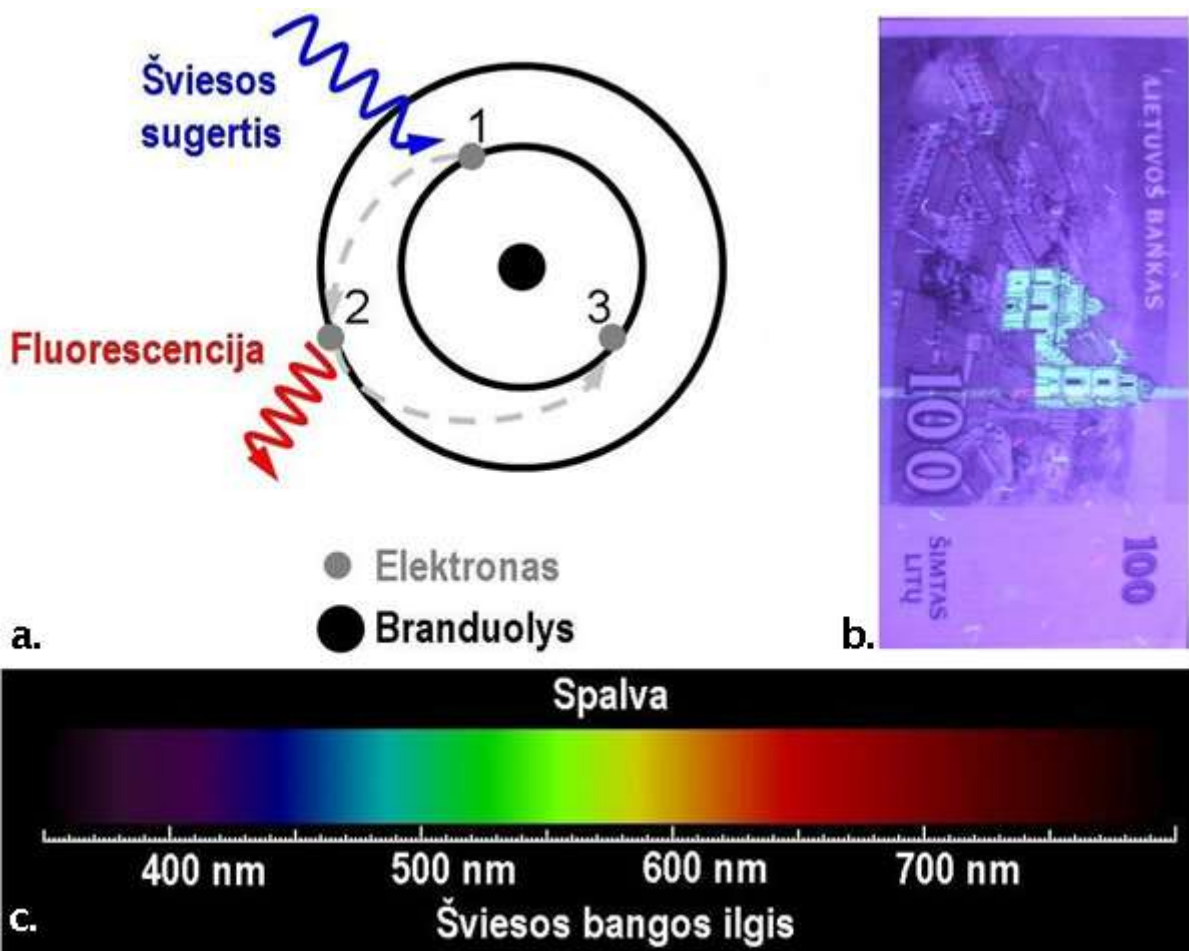 Šviesos
sugertis
1
2
3
Fluorescencija
Elektronas
Branduolys
a.
LIETUVOS BANKAS
100
100
ŠIMTAS
LITŲ
b.
Spalva
400 nm 500 nm 600 nm 700 nm
Šviesos bangos ilgis
c.